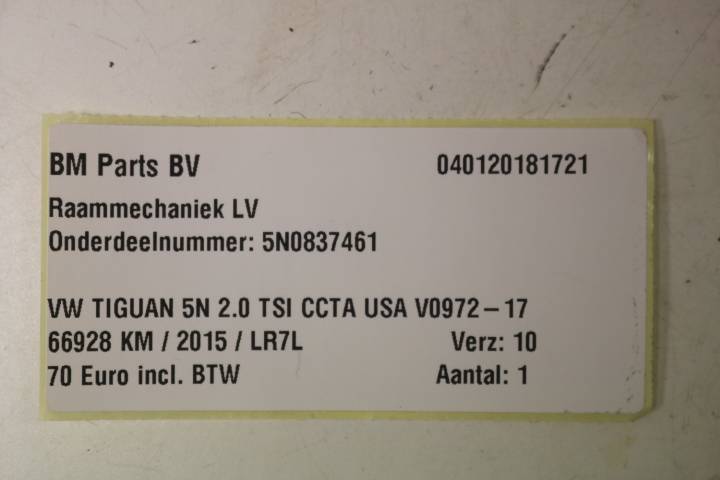 BM Parts BV 040120181721
Raammechaniek LV
Onderdeelnummer: 5N0837461
VW TIGUAN 5N 2.0 TSI CCTA USA V0972-17
66928 KM / 2015 / LR7L Verz: 10
70 Euro incl. BTW Aantal: 1